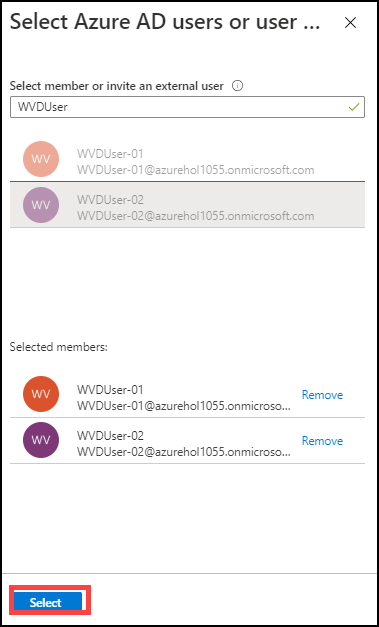 Select Azure AD users or user ...
Select member or invite an external user
WVDUser
WV
WVDUser-01
WVDUser-01@azurehol1055.onmicrosoft.com
WV
WVDUser-02
WVDUser-02@azurehol1055.onmicrosoft.com
Selected members:
WV
WVDUser-01
WVDUser-01@azurehol1055.onmicroso...
Remove
WV
WVDUser-02
WVDUser-02@azurehol1055.onmicroso...
Remove
Select